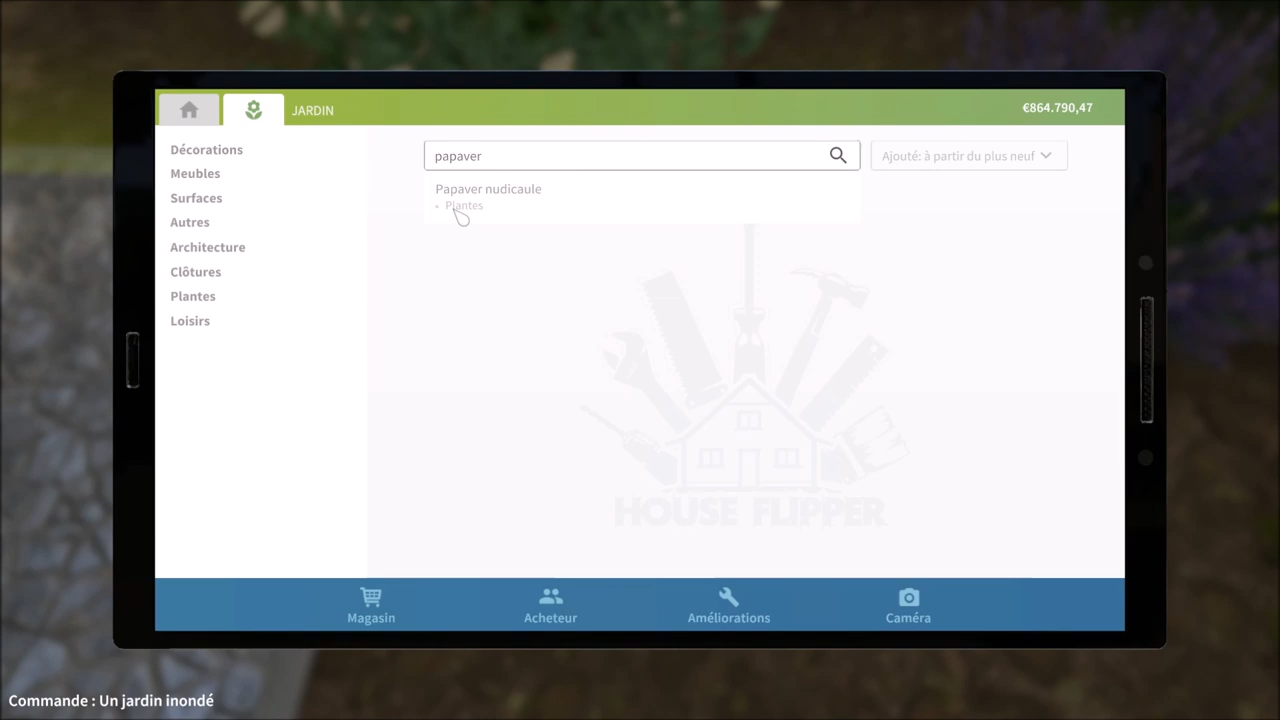 JARDIN
€864.790,47
Décorations
Meubles
Surfaces
Autres
Architecture
Clôtures
Plantes
Loisirs
papaver
Ajouté: à partir du plus neuf
Papaver nudicaule
• Plantes
HOUSE FLIPPER
Magasin
Acheteur
Améliorations
Caméra
Commande : Un jardin inondé